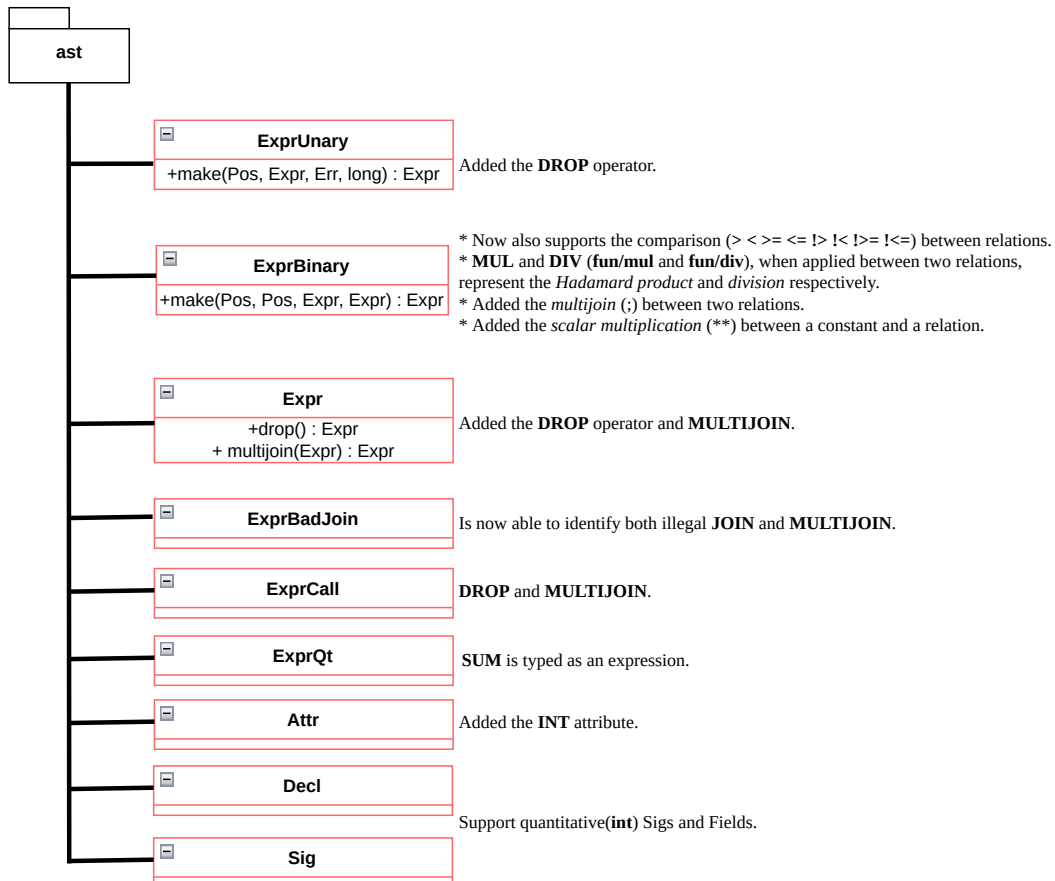 ast
ExprUnary
+make(Pos, Expr, Err, long) : Expr
Added the DROP operator.
ExprBinary
+make(Pos, Pos, Expr, Expr) : Expr
* Now also supports the comparison (> < >= <= !> !< !>= !<=) between relations.
* MUL and DIV (fun/mul and fun/div), when applied between two relations,
represent the Hadamard product and division respectively.
* Added the multijoin (;) between two relations.
* Added the scalar multiplication (**) between a constant and a relation.
Expr
+drop() : Expr
+ multijoin(Expr) : Expr
Added the DROP operator and MULTIJOIN.
ExprBadJoin
Is now able to identify both illegal JOIN and MULTIJOIN.
ExprCall
DROP and MULTIJOIN.
ExprQt
SUM is typed as an expression.
Attr
Added the INT attribute.
Decl
Support quantitative(int) Sigs and Fields.
Sig